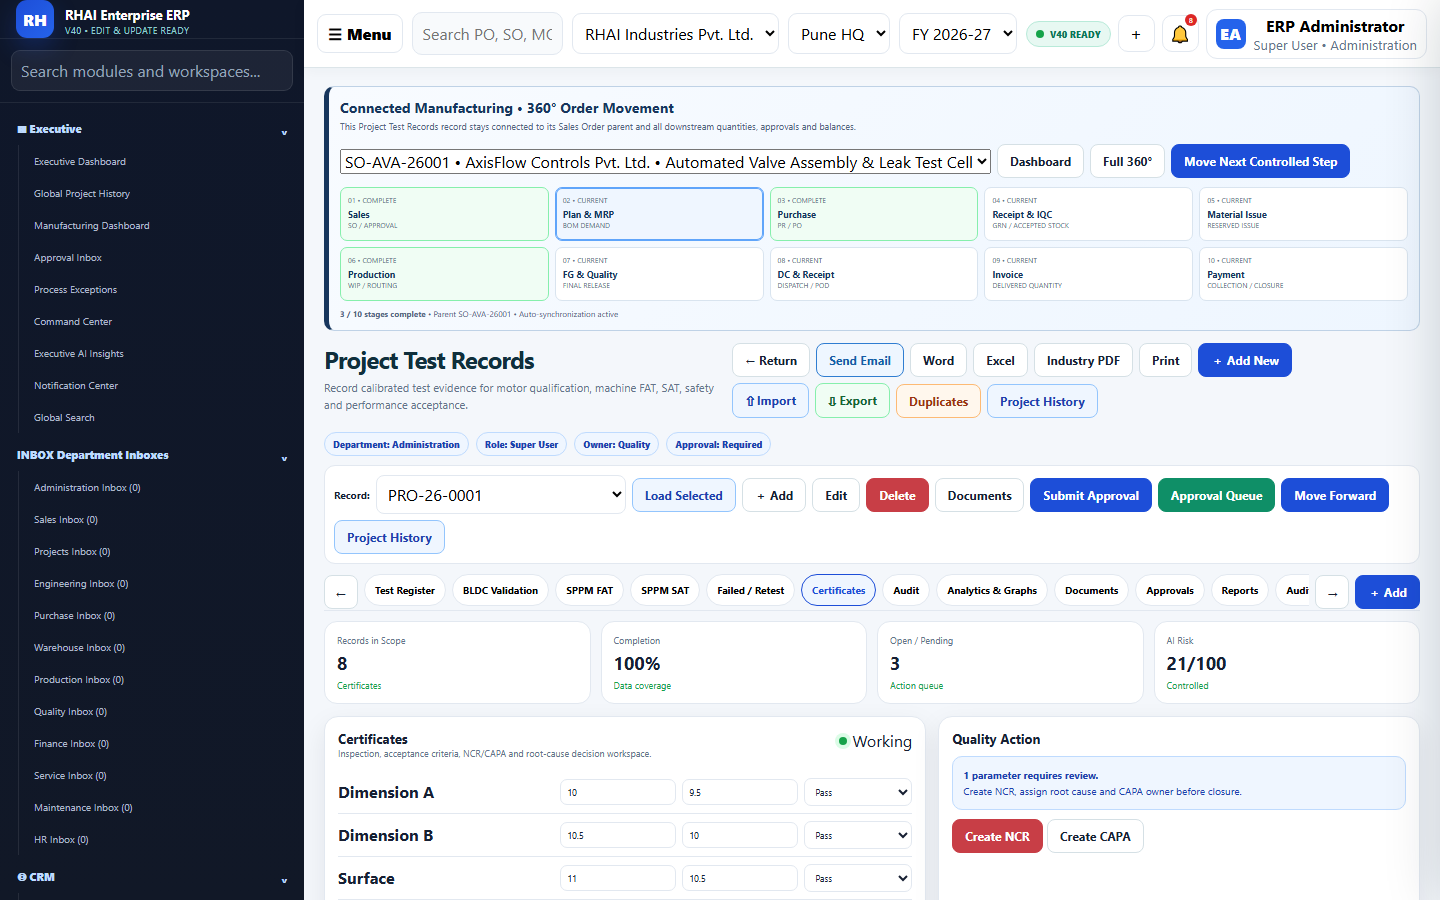 RH
RHAI Enterprise ERP
V40 • EDIT & UPDATE READY
Search modules and workspaces...
Executive
Executive Dashboard
Global Project History
Manufacturing Dashboard
Approval Inbox
Process Exceptions
Command Center
Executive AI Insights
Notification Center
Global Search
INBOX Department Inboxes
Administration Inbox (0)
Sales Inbox (0)
Projects Inbox (0)
Engineering Inbox (0)
Purchase Inbox (0)
Warehouse Inbox (0)
Production Inbox (0)
Quality Inbox (0)
Finance Inbox (0)
Service Inbox (0)
Maintenance Inbox (0)
HR Inbox (0)
CRM
☰ Menu
Search PO, SO, MO
RHAI Industries Pvt. Ltd.
Pune HQ
FY 2026-27
V40 READY
+
8
EA
ERP Administrator
Super User • Administration
Connected Manufacturing • 360° Order Movement
This Project Test Records record stays connected to its Sales Order parent and all downstream quantities, approvals and balances.
SO-AVA-26001 • AxisFlow Controls Pvt. Ltd. • Automated Valve Assembly & Leak Test Cell
Dashboard
Full 360°
Move Next Controlled Step
01 • COMPLETE
Sales
SO / APPROVAL
02 • CURRENT
Plan & MRP
BOM DEMAND
03 • COMPLETE
Purchase
PR / PO
04 • CURRENT
Receipt & IQC
GRN / ACCEPTED STOCK
05 • CURRENT
Material Issue
RESERVED ISSUE
06 • COMPLETE
Production
WIP / ROUTING
07 • CURRENT
FG & Quality
FINAL RELEASE
08 • CURRENT
DC & Receipt
DISPATCH / POD
09 • CURRENT
Invoice
DELIVERED QUANTITY
10 • CURRENT
Payment
COLLECTION / CLOSURE
3 / 10 stages complete • Parent SO-AVA-26001 • Auto-synchronization active
Project Test Records
Record calibrated test evidence for motor qualification, machine FAT, SAT, safety
and performance acceptance.
← Return
Send Email
Word
Excel
Industry PDF
Print
+ Add New
⇧ Import
⇩ Export
Duplicates
Project History
Department: Administration
Role: Super User
Owner: Quality
Approval: Required
Record:
PRO-26-0001
Load Selected
+ Add
Edit
Delete
Documents
Submit Approval
Approval Queue
Move Forward
Project History
←
Test Register
BLDC Validation
SPPM FAT
SPPM SAT
Failed / Retest
Certificates
Audit
Analytics & Graphs
Documents
Approvals
Reports
Audi
→
+ Add
Records in Scope
8
Certificates
Completion
100%
Data coverage
Open / Pending
3
Action queue
AI Risk
21/100
Controlled
Certificates
Inspection, acceptance criteria, NCR/CAPA and root-cause decision workspace.
Working
Dimension A
10
9.5
Pass
Dimension B
10.5
10
Pass
Surface
11
10.5
Pass
Quality Action
1 parameter requires review.
Create NCR, assign root cause and CAPA owner before closure.
Create NCR
Create CAPA